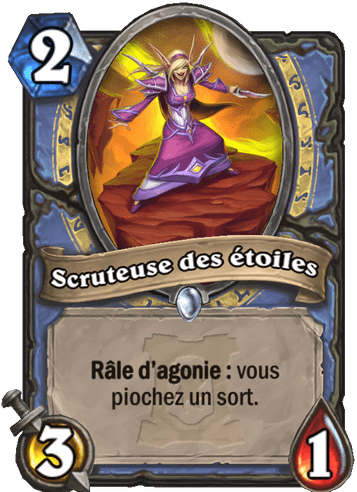 2
Scruteuse des étoiles
Râle d'agonie : vous
piochez un sort.
3
1